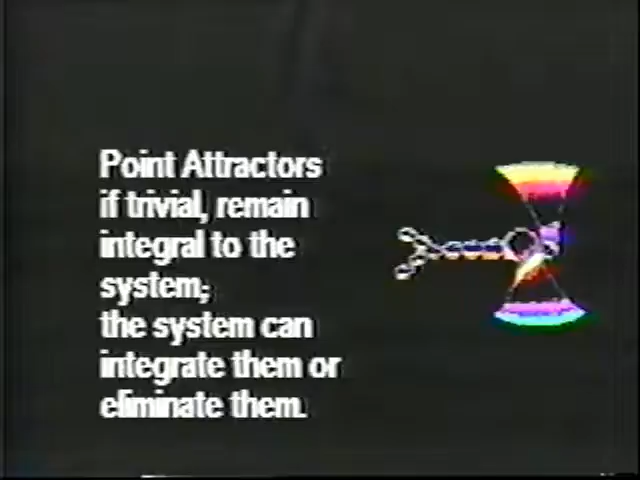 Point Attractors
if trivial, remain
integral to the
system;
the system can
integrate them or
eliminate them.